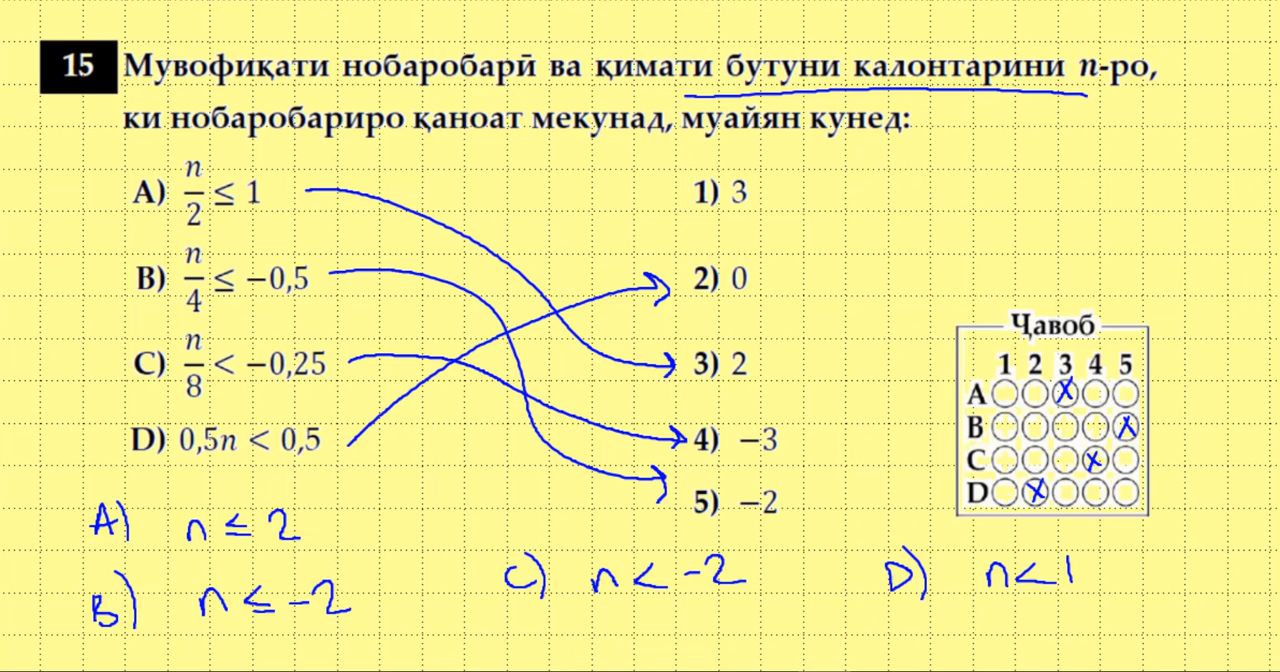 15 Мувофиқати нобаробарӣ ва қимати бутуни калонтарини n-ро,
ки нобаробариро қаноат мекунад, муайян кунед:
A) n/2 ≤ 1
1) 3
B) n/4 ≤ −0,5
2) 0
C) n/8 < −0,25
3) 2
D) 0,5n < 0,5
4) −3
5) −2
Ҷавоб
1 2 3 4 5
A X
B X
C X
D X
A) n ≤ 2
B) n ≤ -2
C) n < -2
D) n < 1